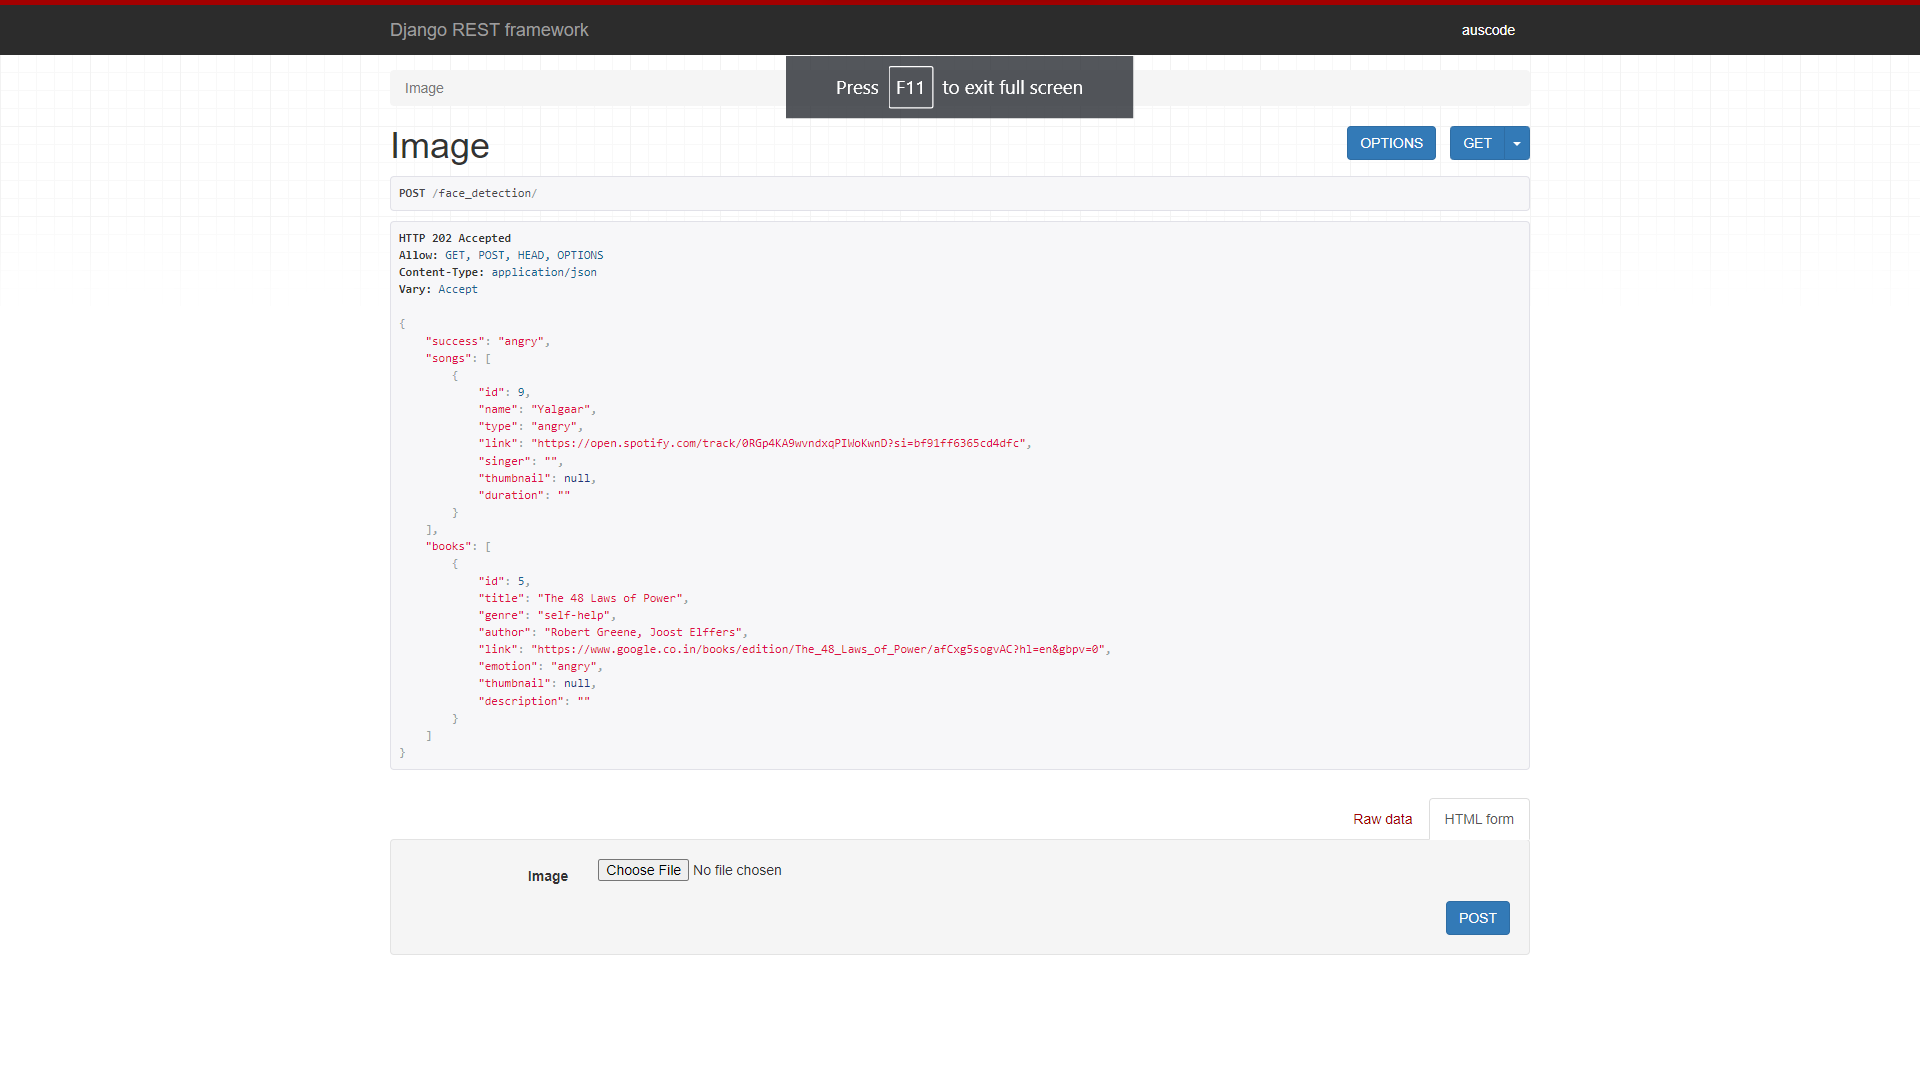 Django REST framework
auscode
Press F11 to exit full screen
Image
Image
OPTIONS
GET
POST /face_detection/
HTTP 202 Accepted
Allow: GET, POST, HEAD, OPTIONS
Content-Type: application/json
Vary: Accept
{
    "success": "angry",
    "songs": [
        {
            "id": 9,
            "name": "Yalgaar",
            "type": "angry",
            "link": "https://open.spotify.com/track/0RGp4KA9wvndxqPIWoKwnD?si=bf91ff6365cd4dfc",
            "singer": "",
            "thumbnail": null,
            "duration": ""
        }
    ],
    "books": [
        {
            "id": 5,
            "title": "The 48 Laws of Power",
            "genre": "self-help",
            "author": "Robert Greene, Joost Elffers",
            "link": "https://www.google.co.in/books/edition/The_48_Laws_of_Power/afCxg5sogvAC?hl=en&gbpv=0",
            "emotion": "angry",
            "thumbnail": null,
            "description": ""
        }
    ]
}
Raw data
HTML form
Image
Choose File No file chosen
POST